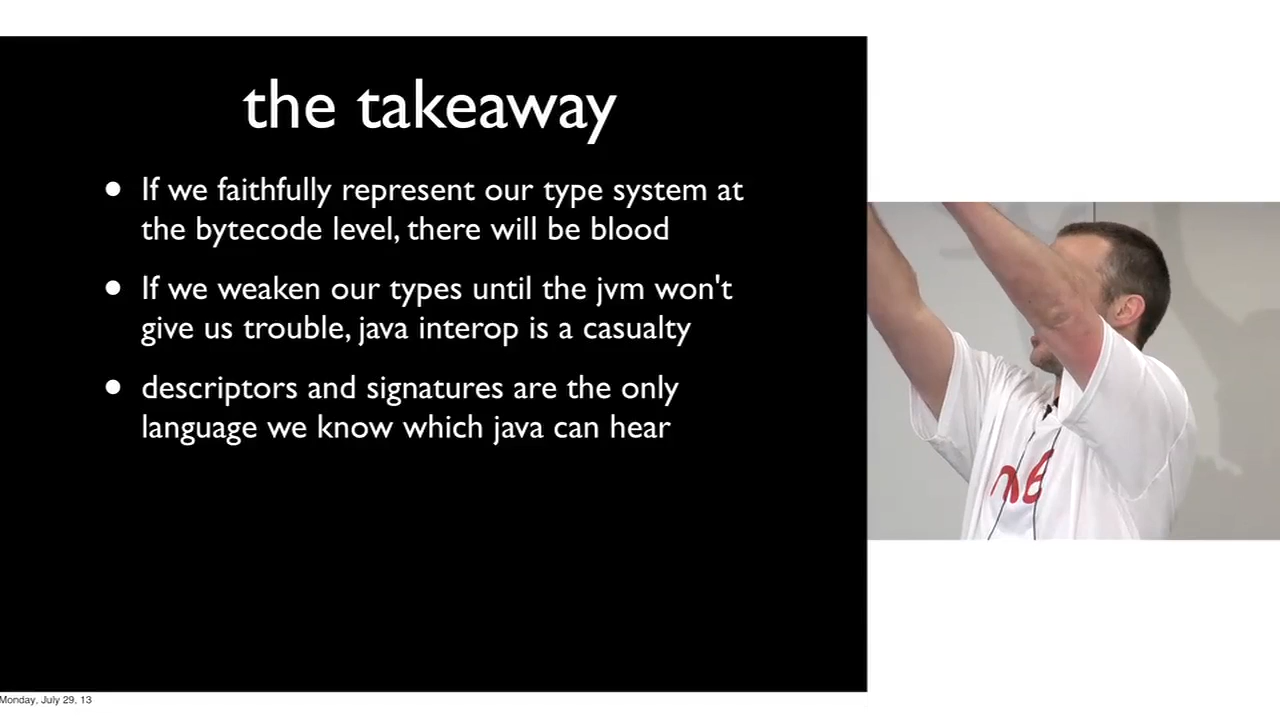 the takeaway
• If we faithfully represent our type system at
the bytecode level, there will be blood
• If we weaken our types until the jvm won't
give us trouble, java interop is a casualty
• descriptors and signatures are the only
language we know which java can hear
Monday, July 29, 13